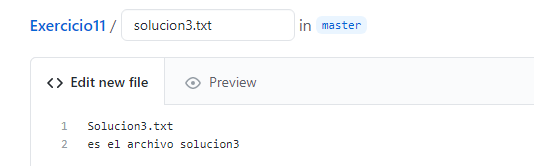 Exercicio11 / solucion3.txt in master
Edit new file Preview
1 Solucion3.txt
2 es el archivo solucion3